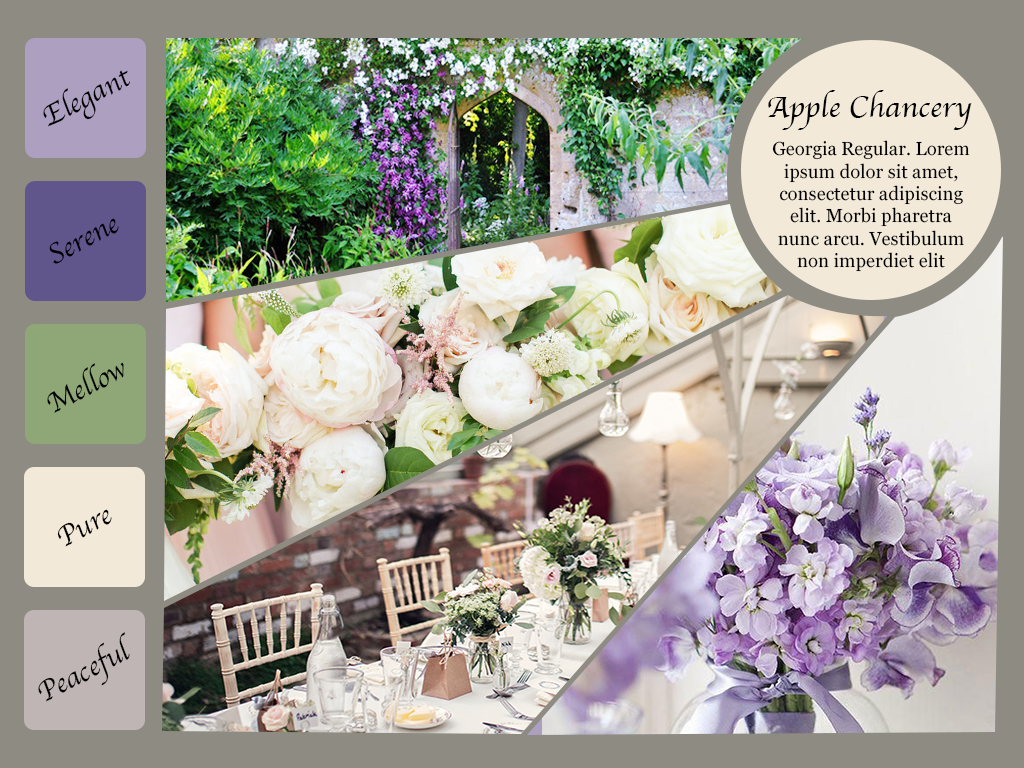 Elegant
Serene
Mellow
Pure
Peaceful
Apple Chancery
Georgia Regular. Lorem
ipsum dolor sit amet,
consectetur adipiscing
elit. Morbi pharetra
nunc arcu. Vestibulum
non imperdiet elit